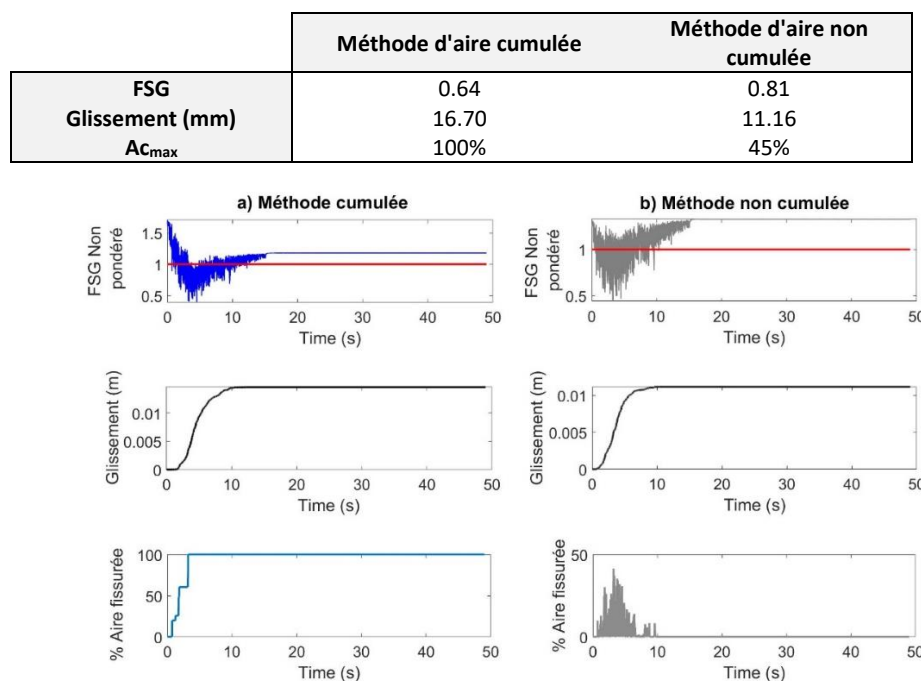 Méthode d'aire cumulée Méthode d'aire non cumulée
FSG 0.64 0.81
Glissement (mm) 16.70 11.16
Acmax 100% 45%
a) Méthode cumulée
FSG Non pondéré
1.5
1
0.5
0 10 20 30 40 50
Time (s)
b) Méthode non cumulée
FSG Non pondéré
1
0.5
0 10 20 30 40 50
Time (s)
Glissement (m)
0.01
0.005
0
0 10 20 30 40 50
Time (s)
Glissement (m)
0.01
0.005
0
0 10 20 30 40 50
Time (s)
% Aire fissurée
100
50
0
0 10 20 30 40 50
Time (s)
% Aire fissurée
50
0
0 10 20 30 40 50
Time (s)